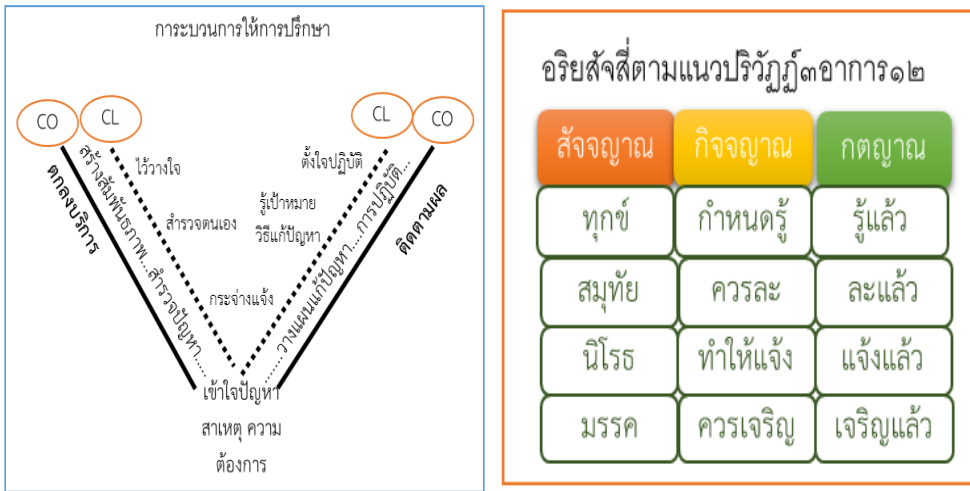 การะบวนการให้การปรึกษา
CO
CL
CL
CO
ตกลงบริการ
สร้างสัมพันธภาพ...สำรวจปัญหา......
ไว้วางใจ
สำรวจตนเอง
กระจ่างแจ้ง
ตั้งใจปฏิบัติ
รู้เป้าหมาย
วิธีแก้ปัญหา
......วางแผนแก้ปัญหา....การปฏิบัติ...
ติดตามผล
เข้าใจปัญหา
สาเหตุ ความ
ต้องการ
อริยสัจสี่ตามแนวปริวัฏฏ์๓อาการ๑๒
สัจจญาณ กิจจญาณ กตญาณ
ทุกข์ กำหนดรู้ รู้แล้ว
สมุทัย ควรละ ละแล้ว
นิโรธ ทำให้แจ้ง แจ้งแล้ว
มรรค ควรเจริญ เจริญแล้ว